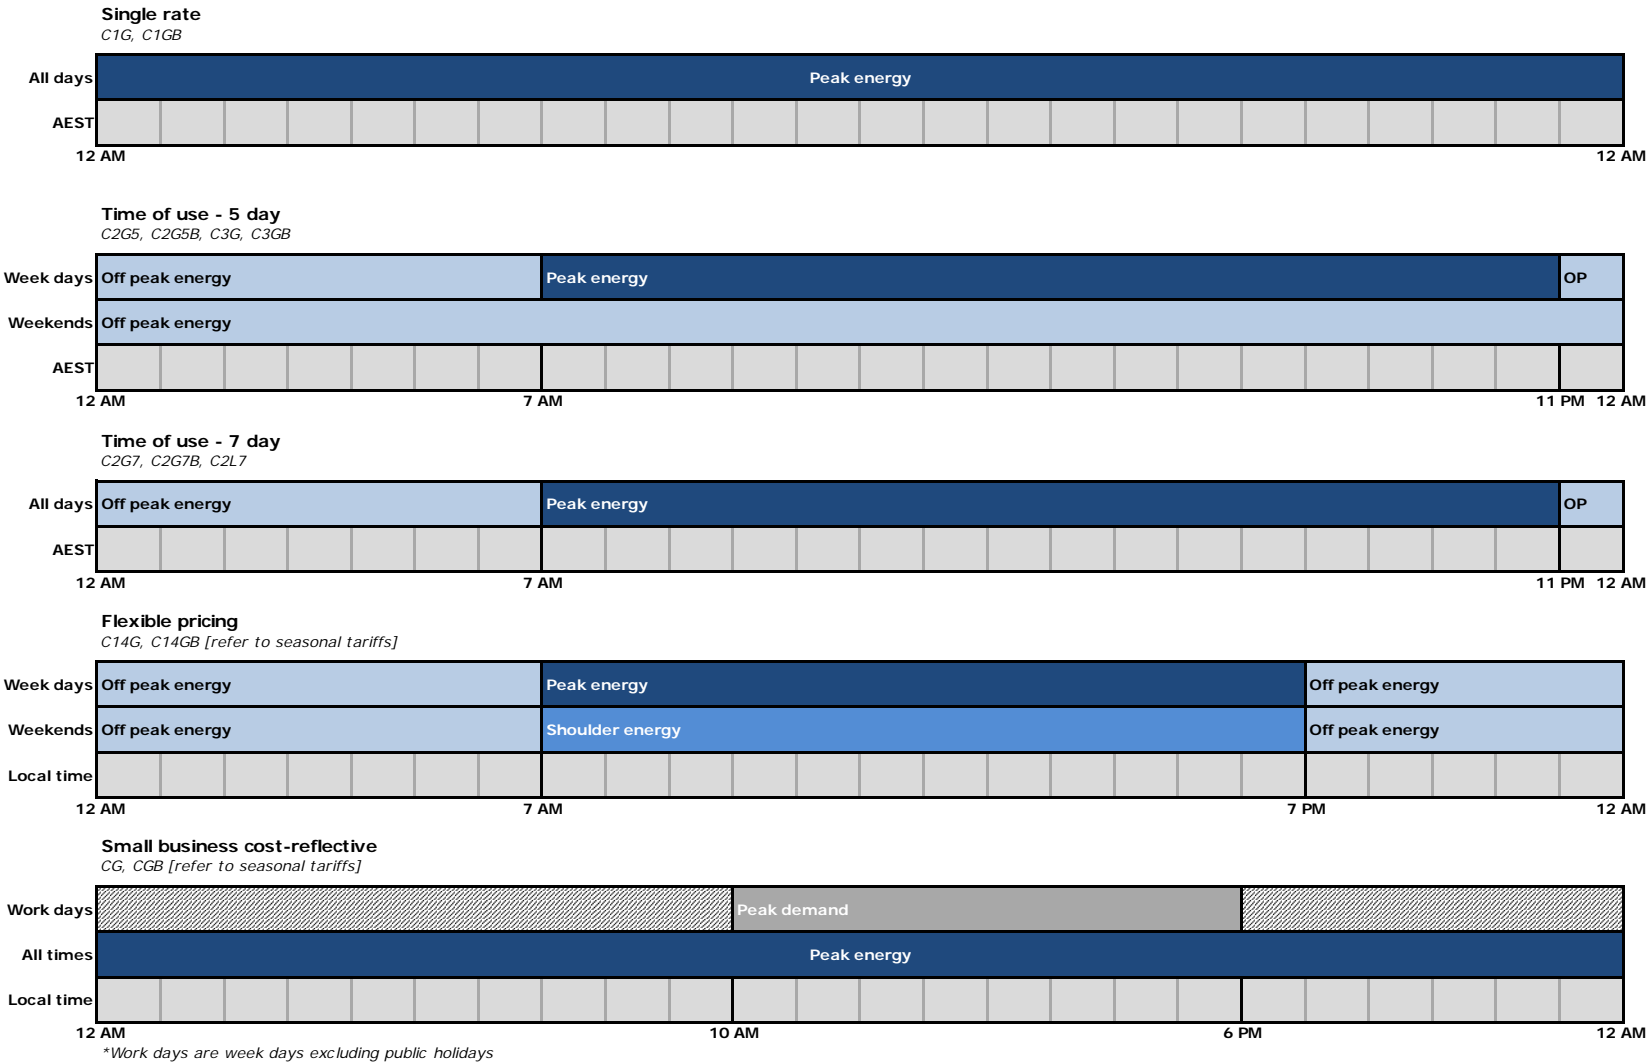 Single rate
C1G, C1GB
All days Peak energy
AEST
12 AM 12 AM
Time of use - 5 day
C2G5, C2G5B, C3G, C3GB
Week days Off peak energy Peak energy OP
Weekends Off peak energy
AEST
12 AM 7 AM 11 PM 12 AM
Time of use - 7 day
C2G7, C2G7B, C2L7
All days Off peak energy Peak energy OP
AEST
12 AM 7 AM 11 PM 12 AM
Flexible pricing
C14G, C14GB [refer to seasonal tariffs]
Week days Off peak energy Peak energy Off peak energy
Weekends Off peak energy Shoulder energy Off peak energy
Local time
12 AM 7 AM 7 PM 12 AM
Small business cost-reflective
CG, CGB [refer to seasonal tariffs]
Work days Peak demand
All times Peak energy
Local time
12 AM 10 AM 6 PM 12 AM
*Work days are week days excluding public holidays